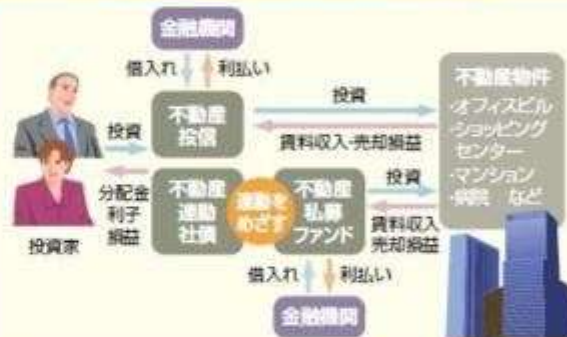 金融機関
借入れ
利払い
不動産
投信
投資
投資
賃料収入・売却損益
不動産物件
・オフィスビル
・ショッピング
センター
・マンション
・病院 など
分配金
利子
損益
投資家
不動産
連動
社債
連動を
めざす
不動産
私募
ファンド
投資
賃料収入
売却損益
借入れ
利払い
金融機関